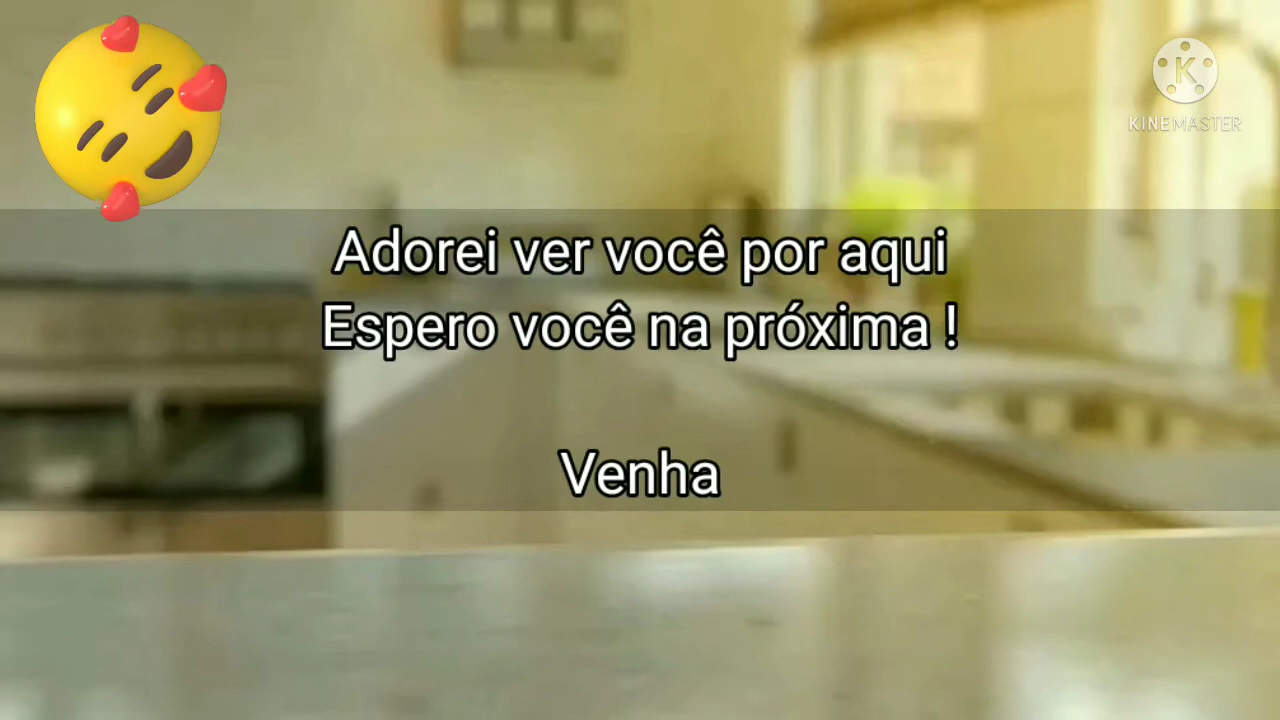 K
KINEMASTER
Adorei ver você por aqui
Espero você na próxima !
Venha